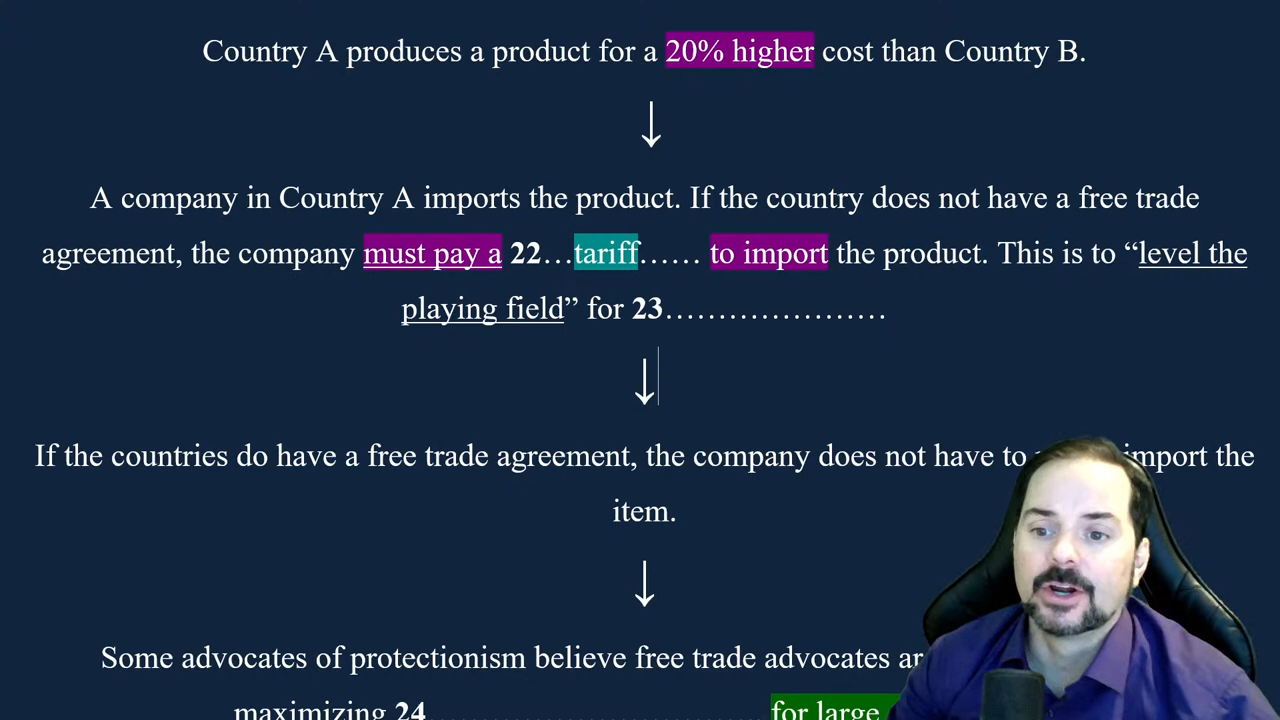 Country A produces a product for a 20% higher cost than Country B.
↓
A company in Country A imports the product. If the country does not have a free trade
agreement, the company must pay a 22…tariff…… to import the product. This is to “level the
playing field” for 23…………………
↓
If the countries do have a free trade agreement, the company does not have to import the
item.
↓
Some advocates of protectionism believe free trade advocates
maximizing 24……………………………… for large